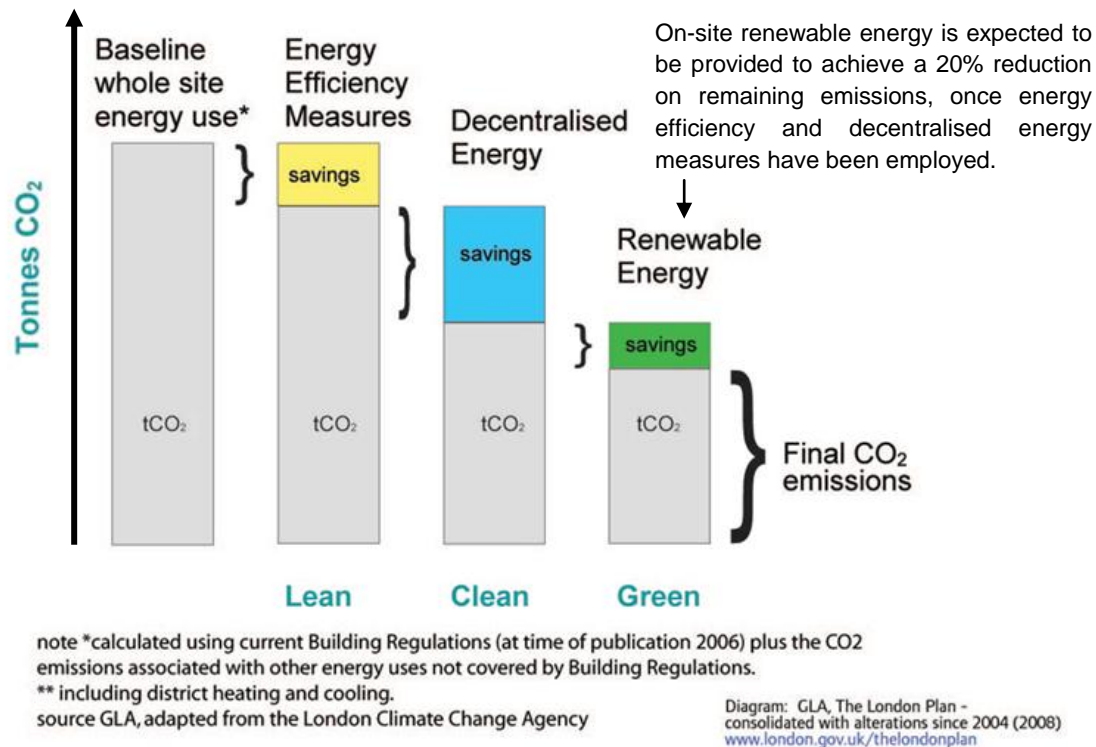 Tonnes CO₂
Baseline
whole site
energy use*
Energy
Efficiency
Measures
Decentralised
Energy
On-site renewable energy is expected to
be provided to achieve a 20% reduction
on remaining emissions, once energy
efficiency and decentralised energy
measures have been employed.
Renewable
Energy
savings
savings
savings
tCO₂
tCO₂
tCO₂
tCO₂
Final CO₂
emissions
Lean
Clean
Green
note *calculated using current Building Regulations (at time of publication 2006) plus the CO2
emissions associated with other energy uses not covered by Building Regulations.
** including district heating and cooling.
source GLA, adapted from the London Climate Change Agency
Diagram: GLA, The London Plan -
consolidated with alterations since 2004 (2008)
www.london.gov.uk/thelondonplan